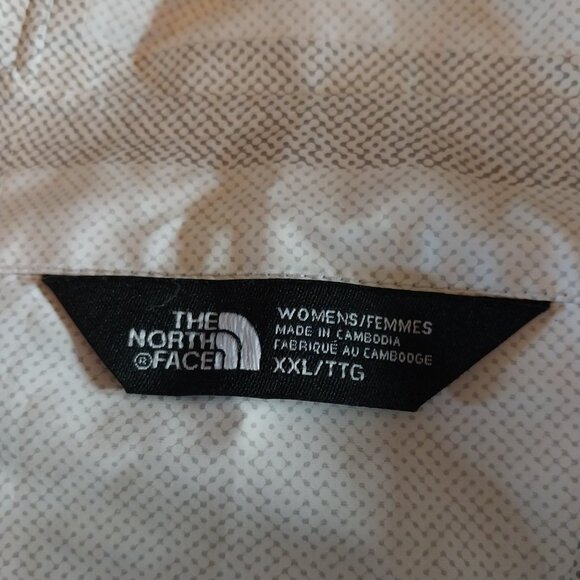 THE
NORTH
®FACE
WOMENS/FEMMES
MADE IN CAMBODIA
FABRIQUÉ AU CAMBODGE
XXL/TTG